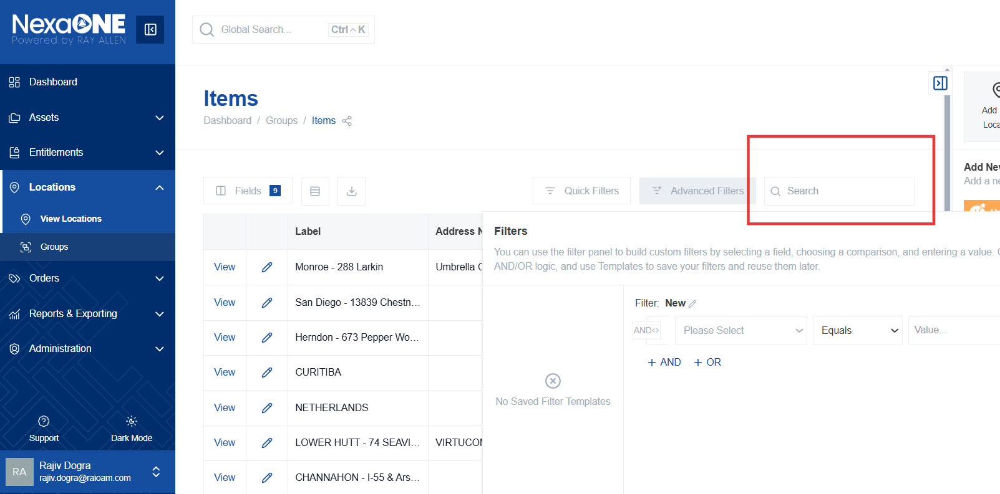 NexaONE
Powered by RAY ALLEN
Global Search...
Ctrl K
Dashboard
Assets
Entitlements
Locations
View Locations
Groups
Orders
Reports & Exporting
Administration
Support
Dark Mode
RA
Rajiv Dogra
rajiv.dogra@raioam.com
Items
Dashboard / Groups / Items
Fields 9
Quick Filters
Advanced Filters
Search
Label
Address
View
Monroe - 288 Larkin
Umbrella
View
San Diego - 13839 Chestn...
View
Herndon - 673 Pepper Wo...
View
CURITIBA
View
NETHERLANDS
View
LOWER HUTT - 74 SEAVI...
VIRTUCON
View
CHANNAHON - I-55 & Ars...
Filters
You can use the filter panel to build custom filters by selecting a field, choosing a comparison, and entering a value.
AND/OR logic, and use Templates to save your filters and reuse them later.
No Saved Filter Templates
Filter: New
AND<>
Please Select
Equals
Value...
+ AND
+ OR
Add
Loca
Add New
Add a ne